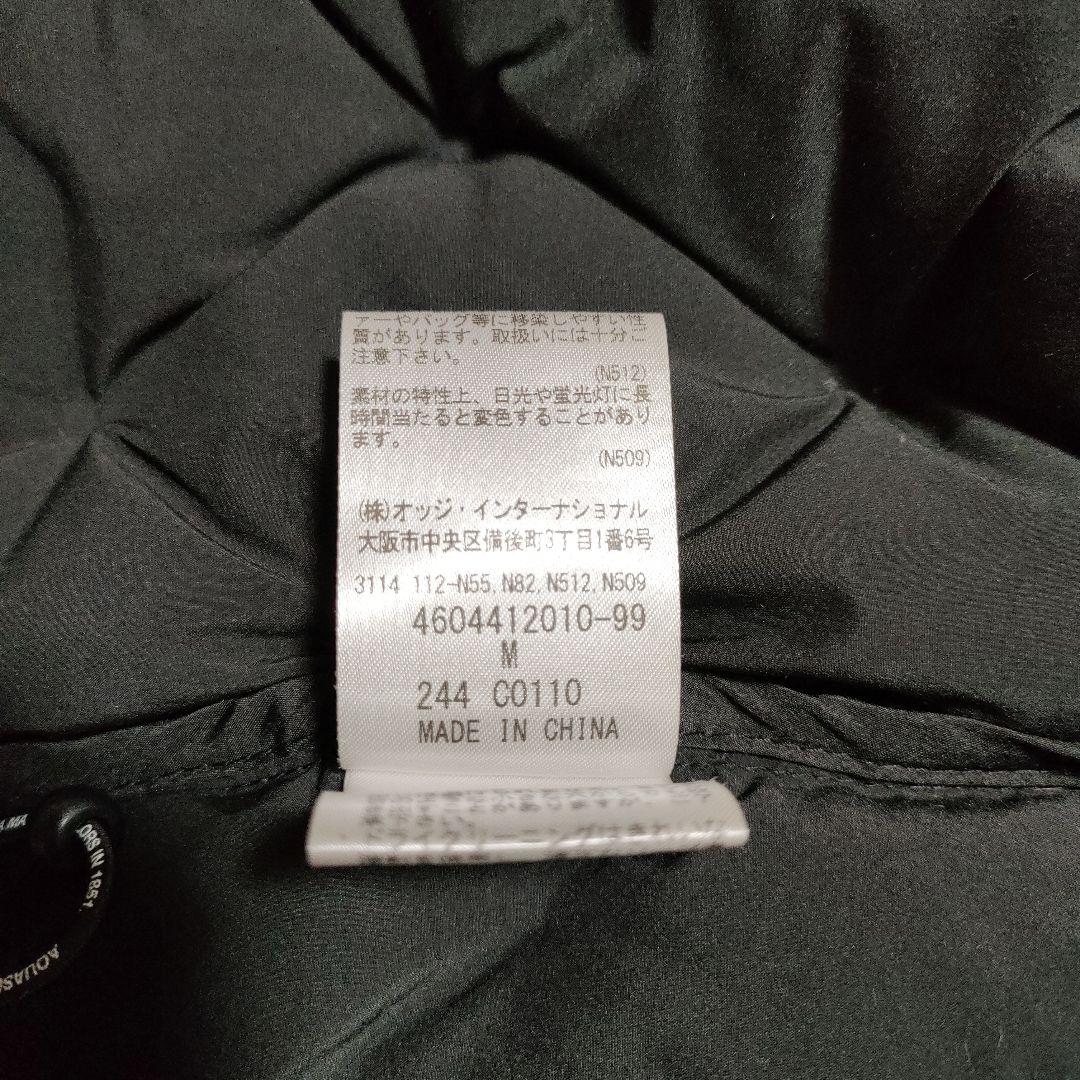 ァーやバッグ等に移染しやすい性
質があります。取扱いには十分ご
注意下さい。
(N512)
素材の特性上、日光や蛍光灯に長
時間当たると変色することがあり
ます。
(N509)
(株)オッジ・インターナショナル
大阪市中央区備後町3丁目1番6号
3114 112-N55,N82,N512,N509
4604412010-99
M
244 C0110
MADE IN CHINA
ORS IN 1851.